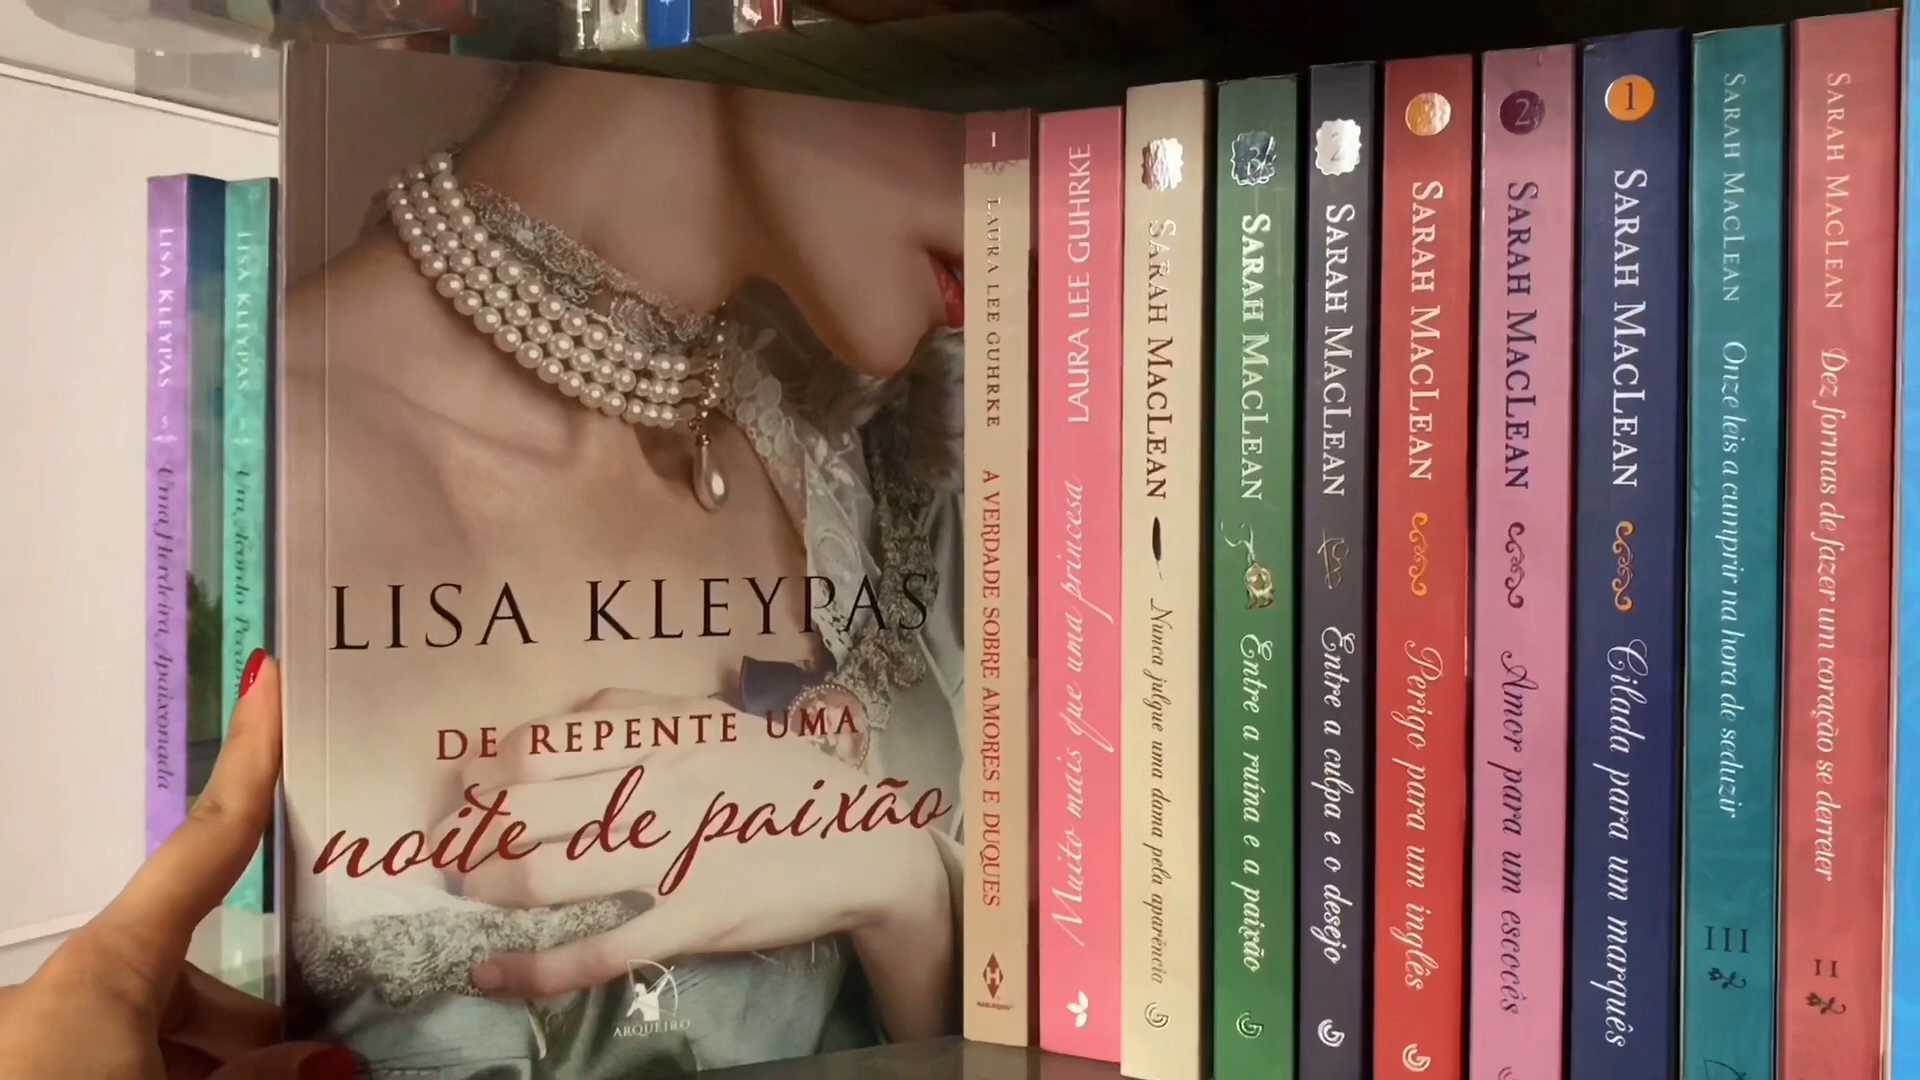 LISA KLEYPAS 5 Uma Herdeira Apaixonada
LISA KLEYPAS
LISA KLEYPAS
DE REPENTE UMA
noite de paixão
ARQUEIRO
1 LAURA LEE GUHRKE A VERDADE SOBRE AMORES E DUQUES
HARLEQUIN
LAURA LEE GUHRKE Muito mais que uma princesa
SARAH MACLEAN Nunca julgue uma dama pela aparência
3 SARAH MACLEAN Entre a ruína e a paixão
2 SARAH MACLEAN Entre a culpa e o desejo
SARAH MACLEAN Perigo para um inglês
2 SARAH MACLEAN Amor para um escocês
1 SARAH MACLEAN Cilada para um marquês
SARAH MACLEAN Onze leis a cumprir na hora de seduzir III
SARAH MACLEAN Dez formas de fazer um coração se derreter II